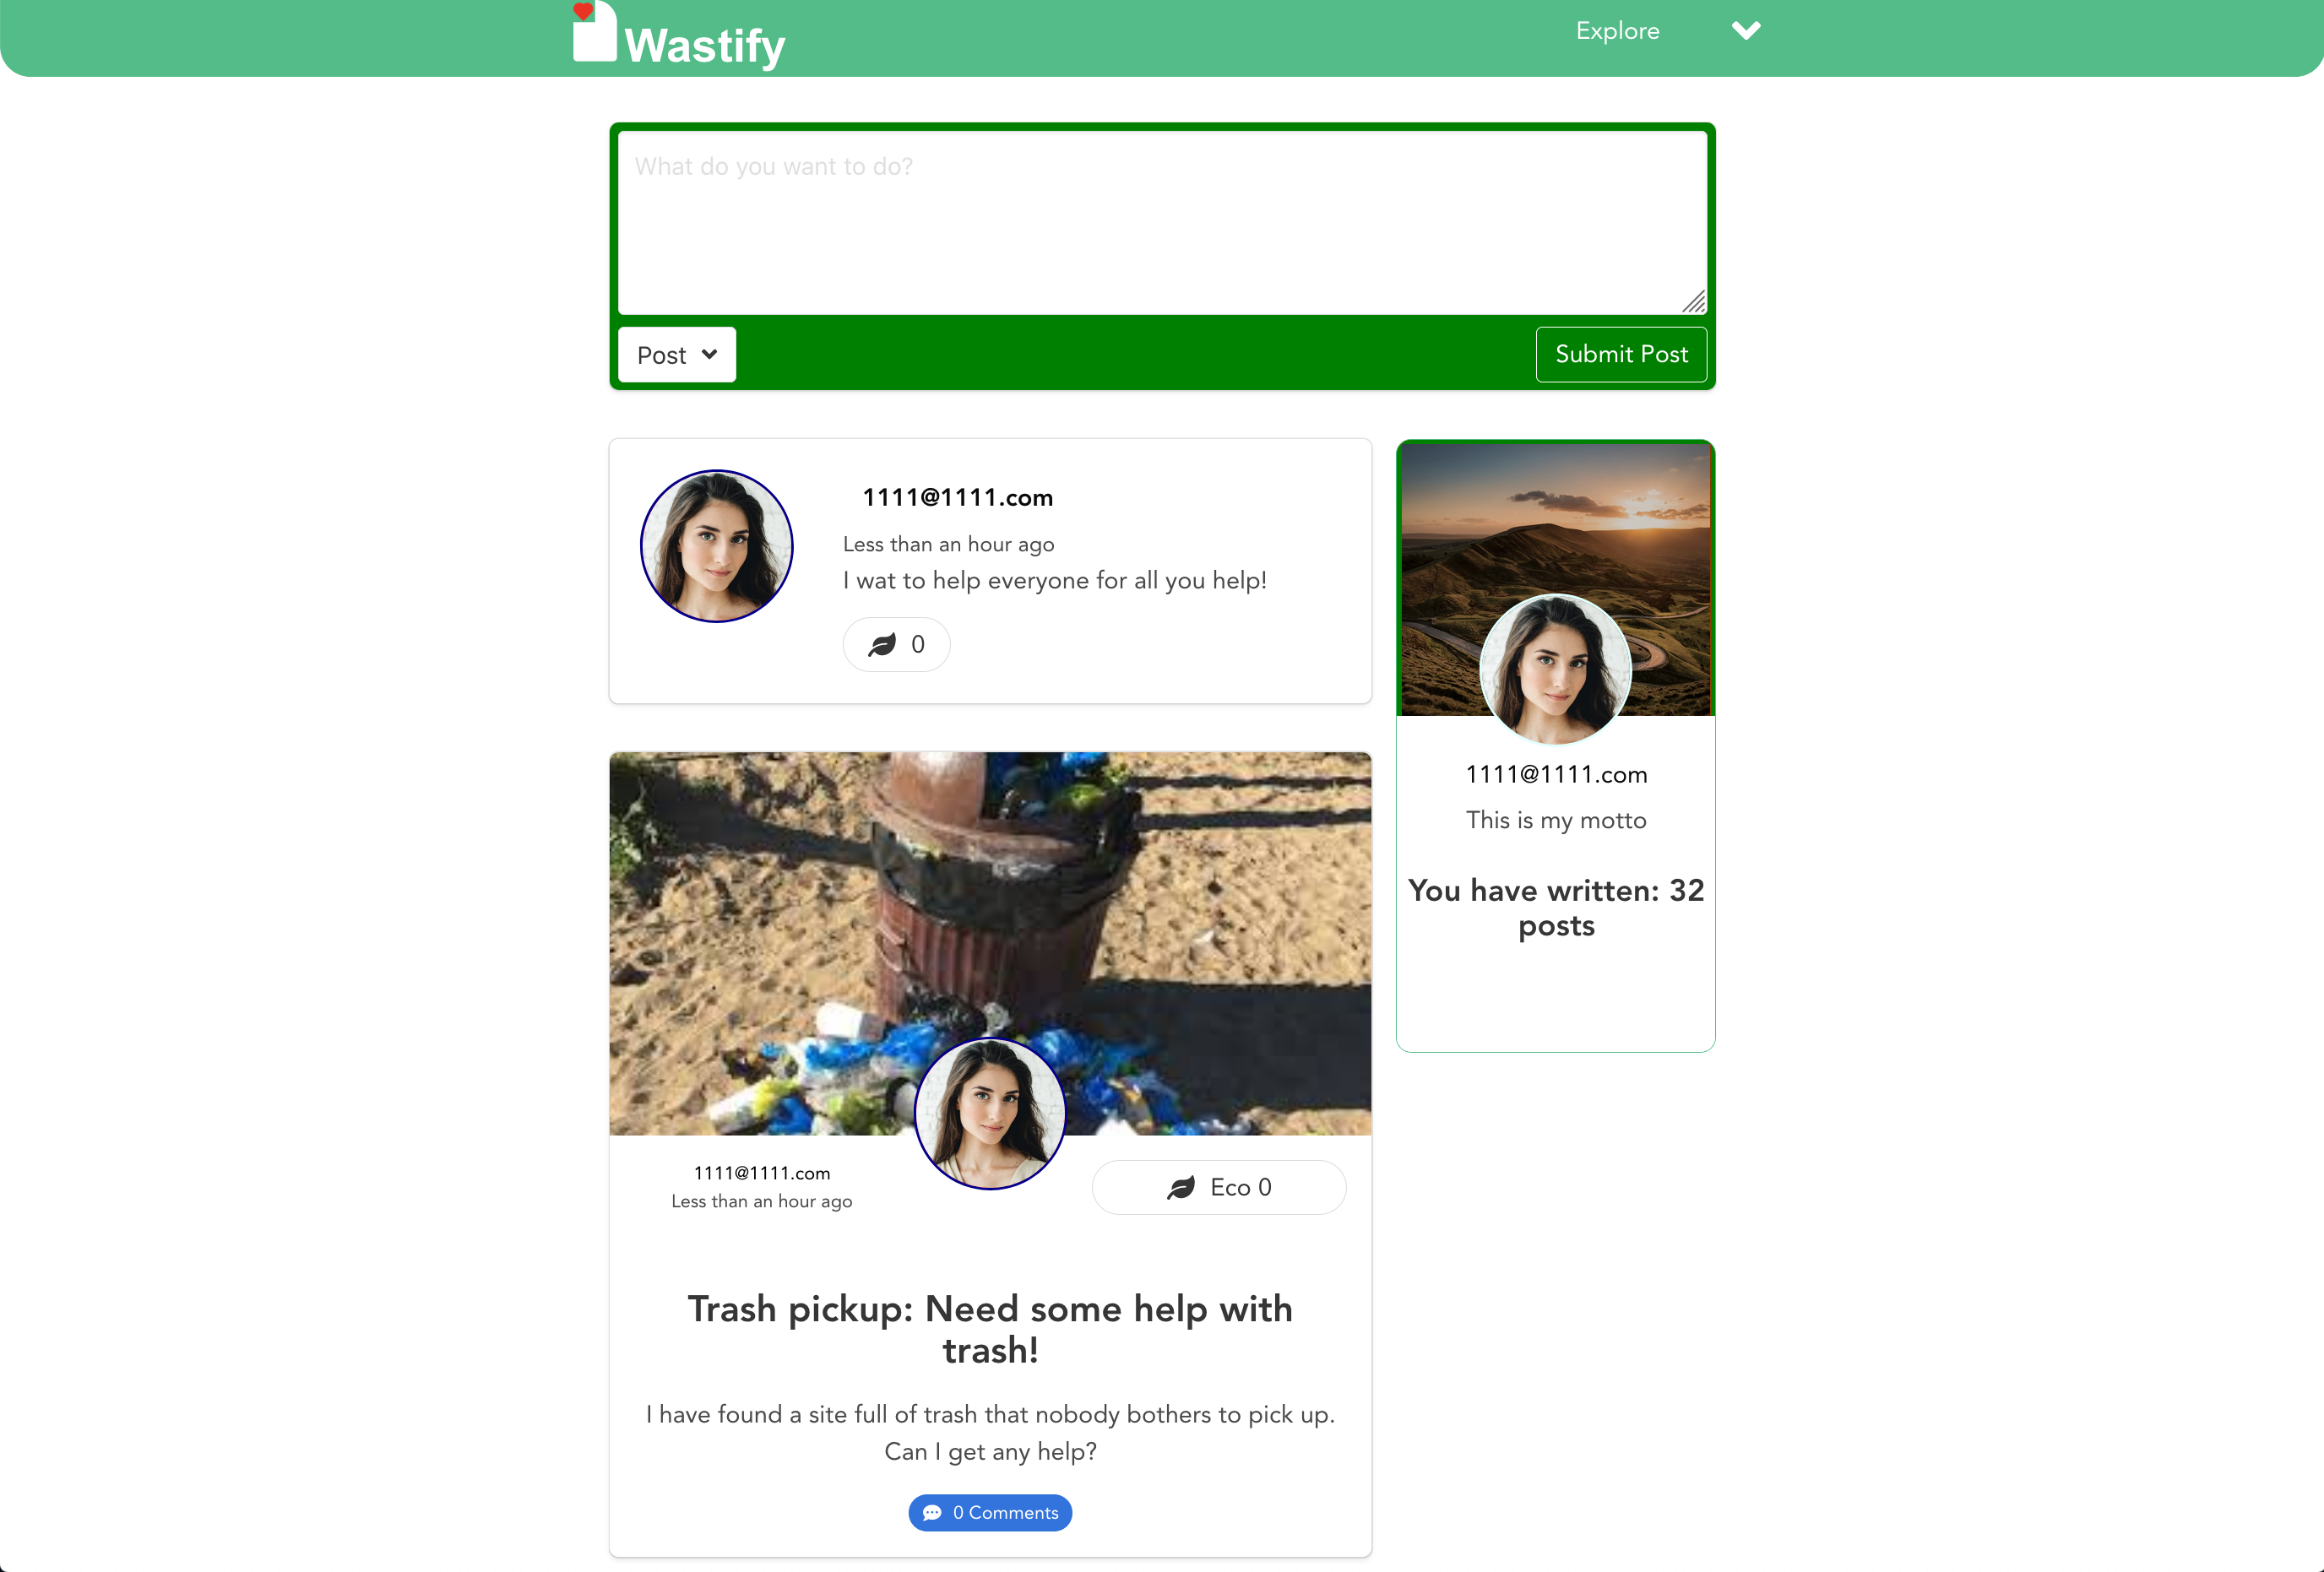 Wastify
Explore
What do you want to do?
Post
Submit Post
1111@1111.com
Less than an hour ago
I wat to help everyone for all you help!
0
1111@1111.com
This is my motto
You have written: 32
posts
1111@1111.com
Less than an hour ago
Eco 0
Trash pickup: Need some help with
trash!
I have found a site full of trash that nobody bothers to pick up.
Can I get any help?
0 Comments